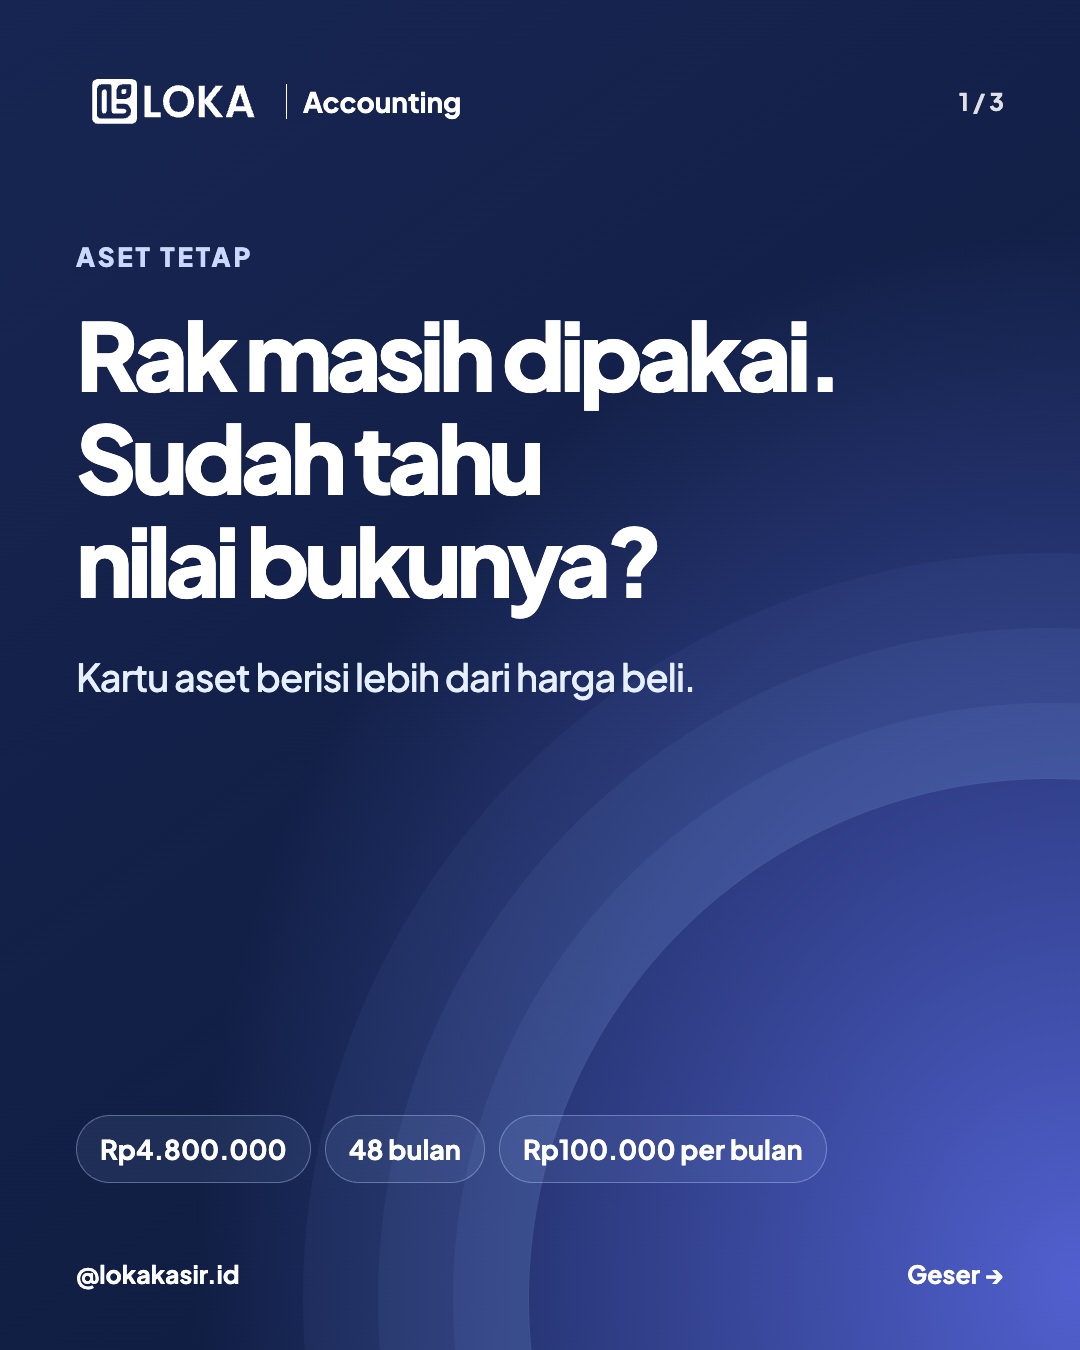 LOKA | Accounting
1/3
ASET TETAP
Rak masih dipakai.
Sudah tahu
nilai bukunya?
Kartu aset berisi lebih dari harga beli.
Rp4.800.000
48 bulan
Rp100.000 per bulan
@lokakasir.id
Geser →